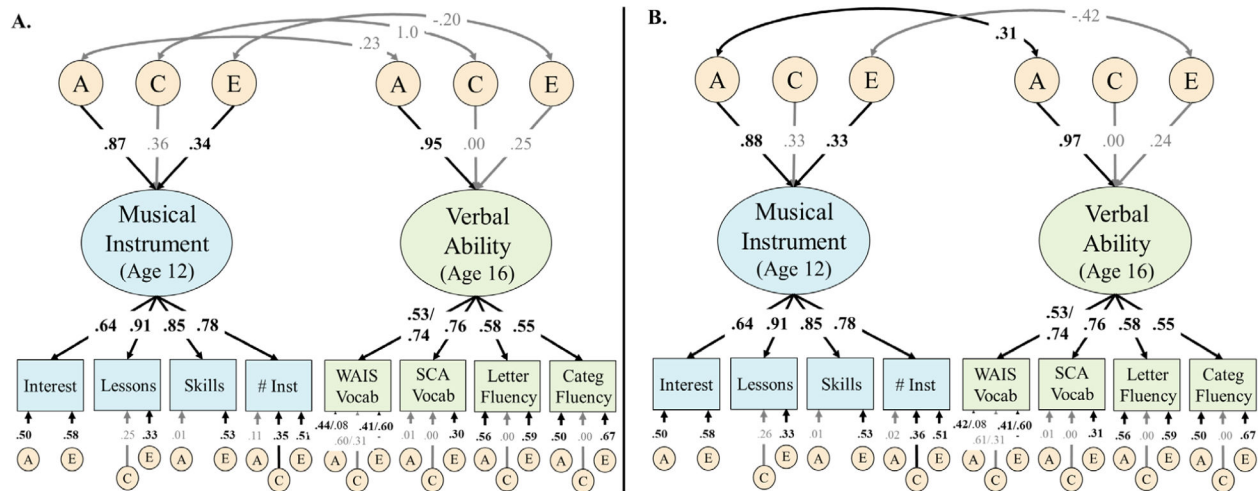 A.
-.20
1.0
.23
A C E A C E
.87 .36 .34 .95 .00 .25
Musical
Instrument
(Age 12)
Verbal
Ability
(Age 16)
.64 .91 .85 .78
.53/
.74 .76 .58 .55
Interest
Lessons
Skills
# Inst
WAIS
Vocab
SCA
Vocab
Letter
Fluency
Categ
Fluency
.50 .58 .25 .33 .01 .53 .11 .35 .51
.44/.08 .41/.60
.60/.31 -
.01 .00 .30 .56 .00 .59 .50 .00 .67
A E E A E A E A E A E A E A E
C C C C C C
B.
-.42
.31
A C E A C E
.88 .33 .33 .97 .00 .24
Musical
Instrument
(Age 12)
Verbal
Ability
(Age 16)
.64 .91 .85 .78
.53/
.74 .76 .58 .55
Interest
Lessons
Skills
# Inst
WAIS
Vocab
SCA
Vocab
Letter
Fluency
Categ
Fluency
.50 .58 .26 .33 .01 .53 .02 .36 .51
.42/.08 .41/.60
.61/.31 -
.01 .00 .31 .56 .00 .59 .50 .00 .67
A E E A E A E A E A E A E A E
C C C C C C